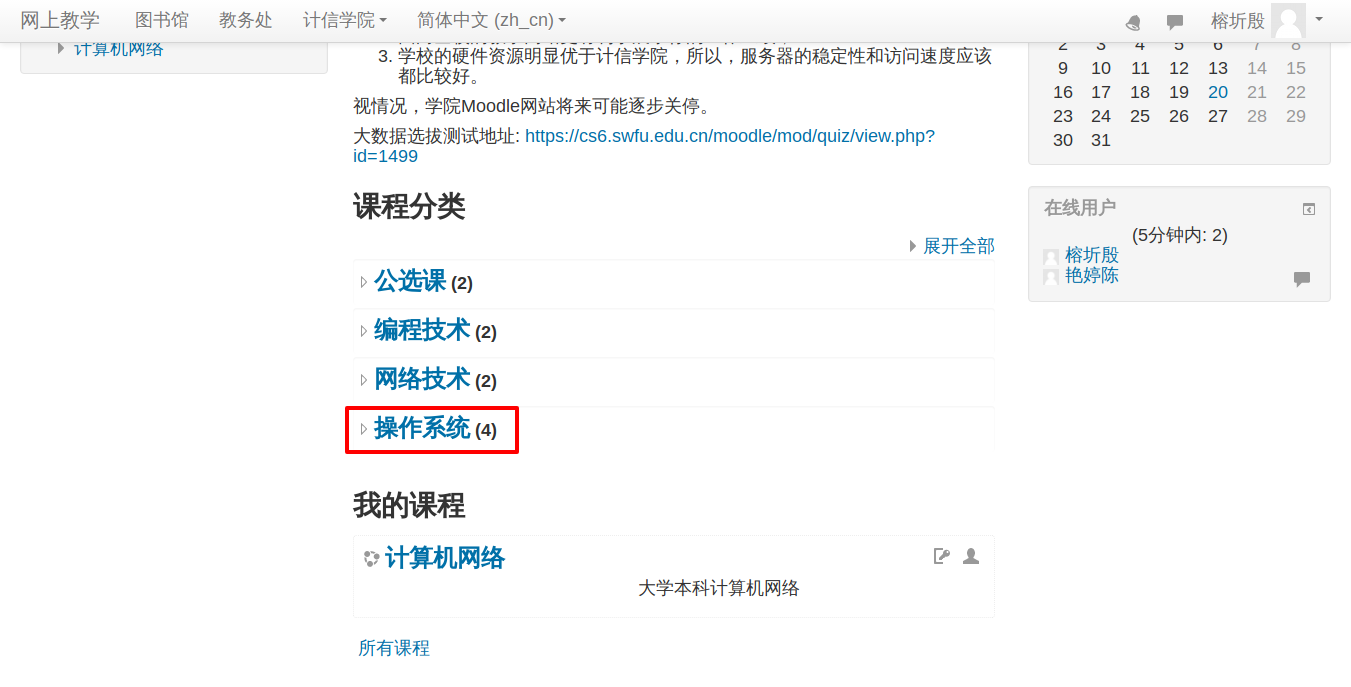 网上教学 图书馆 教务处 计信学院 简体中文 (zh_cn) 榕圻殷
计算机网络
3. 学校的硬件资源明显优于计信学院，所以，服务器的稳定性和访问速度应该
都比较好。
视情况，学院Moodle网站将来可能逐步关停。
大数据选拔测试地址: https://cs6.swfu.edu.cn/moodle/mod/quiz/view.php?
id=1499
课程分类
展开全部
公选课 (2)
编程技术 (2)
网络技术 (2)
操作系统 (4)
我的课程
计算机网络
大学本科计算机网络
所有课程
2 3 4 5 6 7 8
9 10 11 12 13 14 15
16 17 18 19 20 21 22
23 24 25 26 27 28 29
30 31
在线用户
(5分钟内: 2)
榕圻殷
艳婷陈